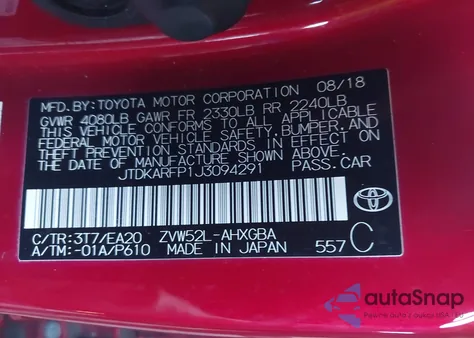 MFD. BY: TOYOTA MOTOR CORPORATION 08/18
GVWR 4080LB GAWR FR 2330LB RR 2240LB
THIS VEHICLE CONFORMS TO ALL APPLICABLE
FEDERAL MOTOR VEHICLE SAFETY, BUMPER, AND
THEFT PREVENTION STANDARDS IN EFFECT ON
THE DATE OF MANUFACTURE SHOWN ABOVE.
JTDKARFP1J3094291 PASS. CAR
C/TR: 3T7/EA20 ZVW52L-AHXGBA
A/TM: -01A/P610 MADE IN JAPAN 557 C
autoSnap